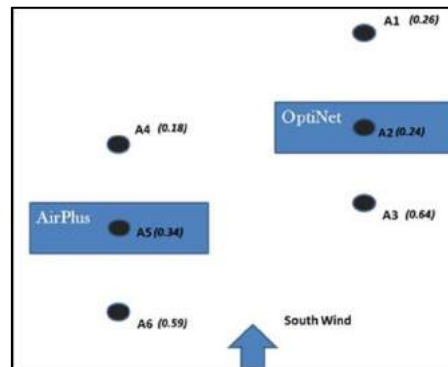 A1 (0.26)
OptiNet
A2 (0.24)
A4 (0.18)
A3 (0.64)
AirPlus
A5 (0.34)
A6 (0.59)
South Wind